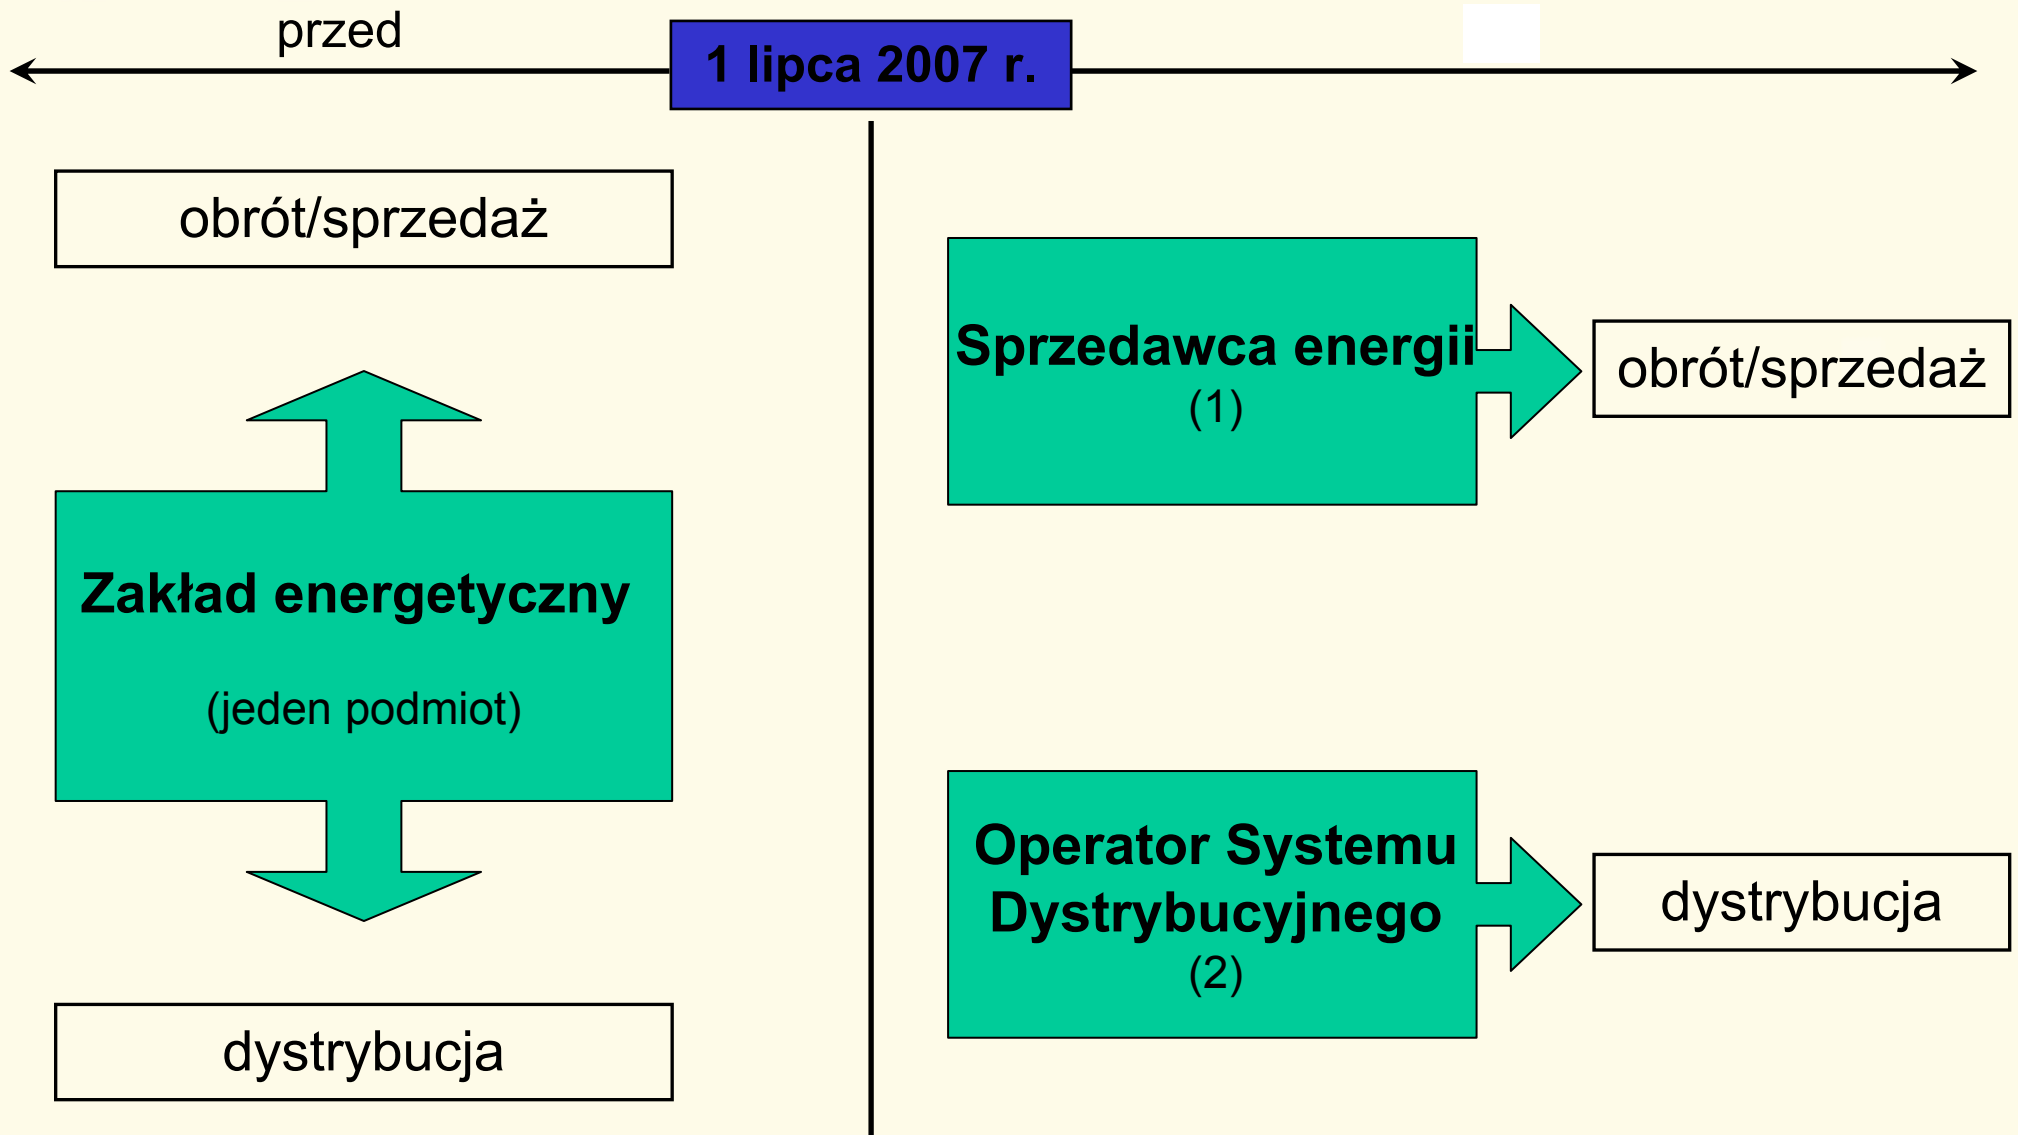 przed
1 lipca 2007 r.
obrót/sprzedaż
Zakład energetyczny
(jeden podmiot)
dystrybucja
Sprzedawca energii
(1)
obrót/sprzedaż
Operator Systemu
Dystrybucyjnego
(2)
dystrybucja